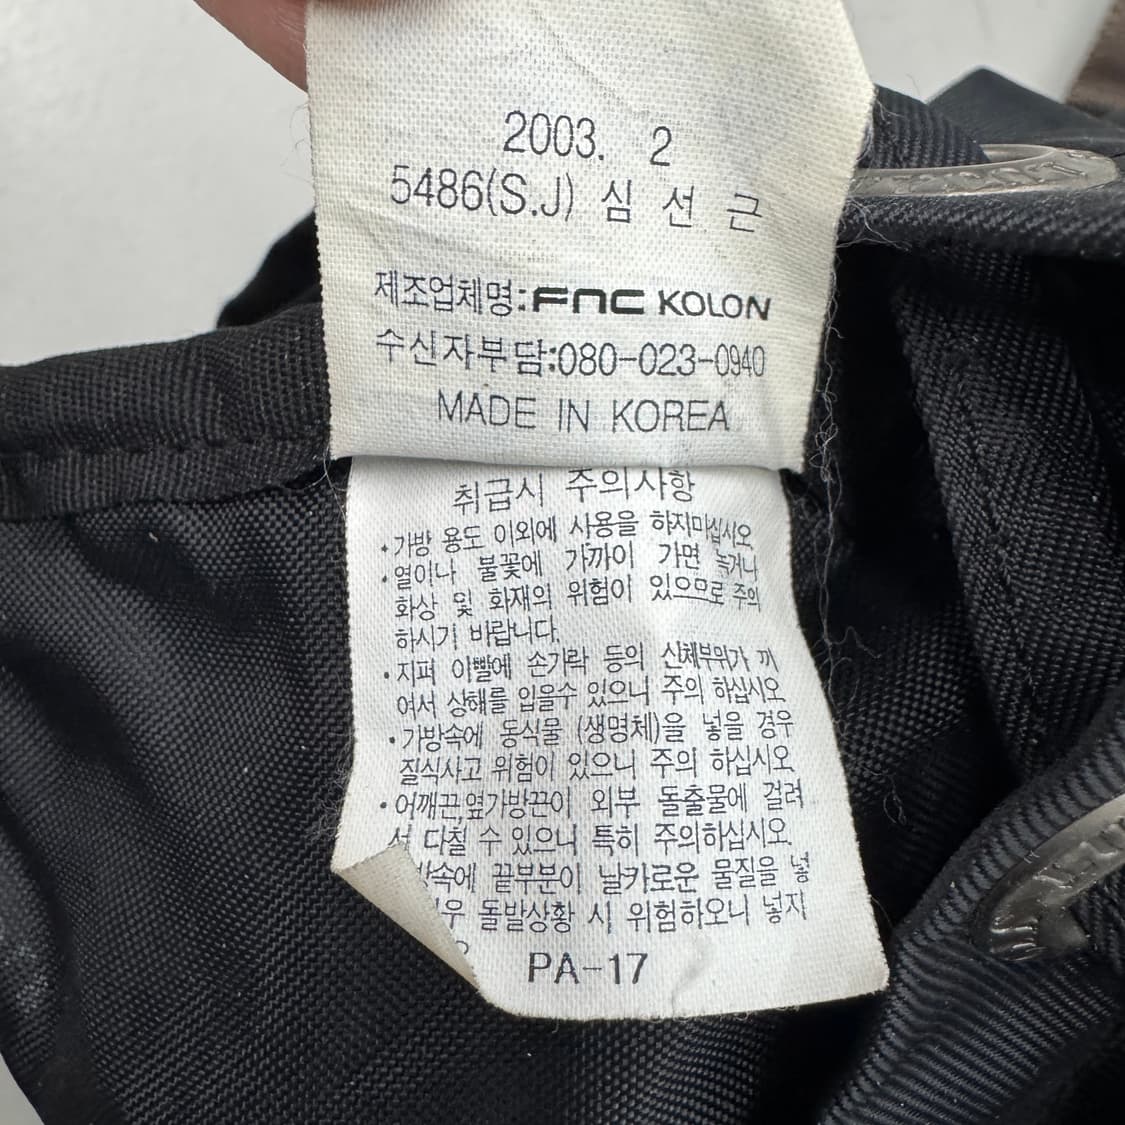 2003. 2
5486(S.J) 심 선 근
제조업체명:FnC KOLON
수신자부담:080-023-0940
MADE IN KOREA
취급시 주의사항
•가방 용도 이외에 사용을 하지마십시오
•열이나 불꽃에 가까이 가면 녹거나
화상 및 화재의 위험이 있으므로 주의
하시기 바랍니다.
•지퍼 이빨에 손가락 등의 신체부위가 끼
여서 상해를 입을수 있으니 주의 하십시오
•가방속에 동식물 (생명체)을 넣을 경우
질식사고 위험이 있으니 주의 하십시오
•어깨끈,옆가방끈이 외부 돌출물에 걸려
서 다칠 수 있으니 특히 주의하십시오.
방속에 끝부분이 날카로운 물질을 넣
우 돌발상황 시 위험하오니 넣지
PA-17